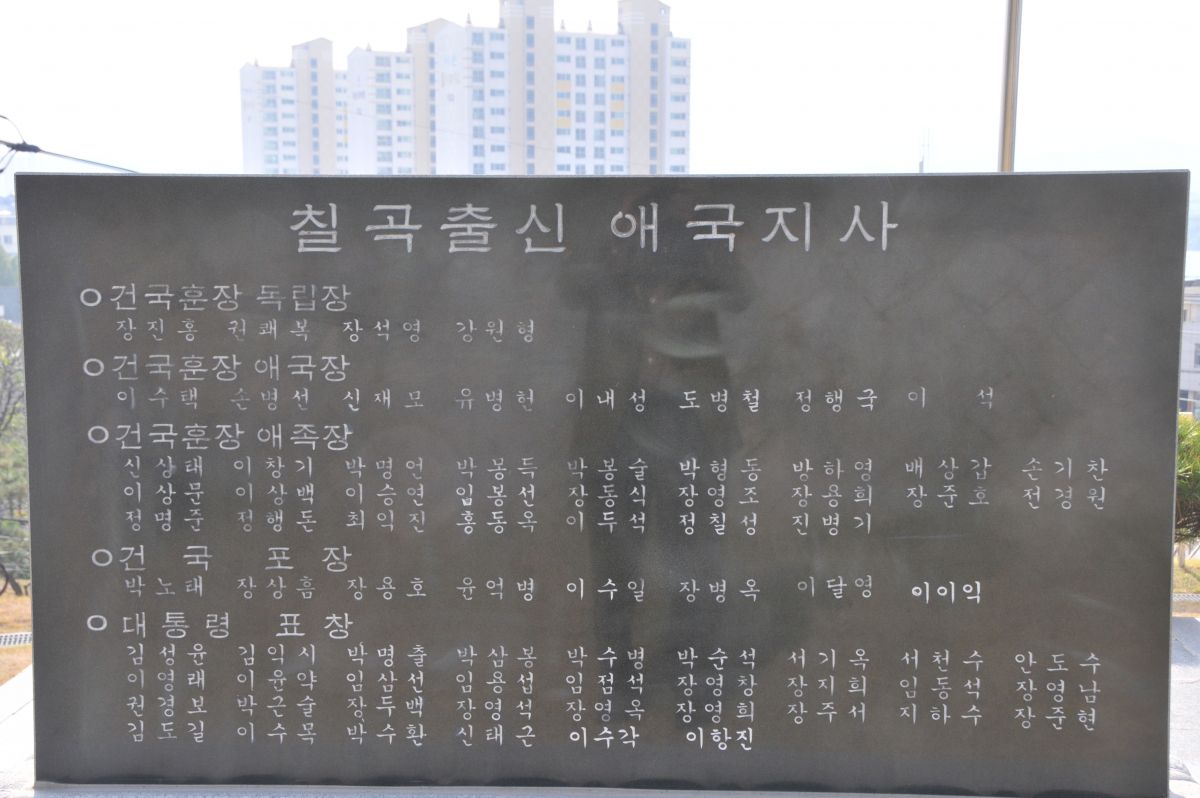 칠곡출신 애국지사
ㅇ건국훈장 독립장
장진홍 권쾌복 장석영 강원형
ㅇ건국훈장 애국장
이수택 손병선 신재모 유병헌 이내성 도병철 정행국 이 석
ㅇ건국훈장 애족장
신상태 이창기 박명언 박몽득 박봉술 박형동 방하영 배상갑 손기찬
이상문 이상백 이승연 임봉선 장동식 장영조 장용희 장준호 전경원
정명준 정행돈 최익진 홍동옥 이두석 정칠성 진병기
ㅇ건 국 포 장
박노태 장상흠 장용호 윤억병 이수일 장병옥 이달영 이이익
ㅇ대통령 표창
김성윤 김익시 박명출 박삼봉 박수병 박순석 서기옥 서천수 안도수
이영래 이윤약 임삼선 임용섭 임점석 장영창 장지희 임동석 장영남
권경보 박근술 장두백 장영석 장영옥 장영희 장주서 지하수 장준현
김도길 이수목 박수환 신태근 이수각 이항진